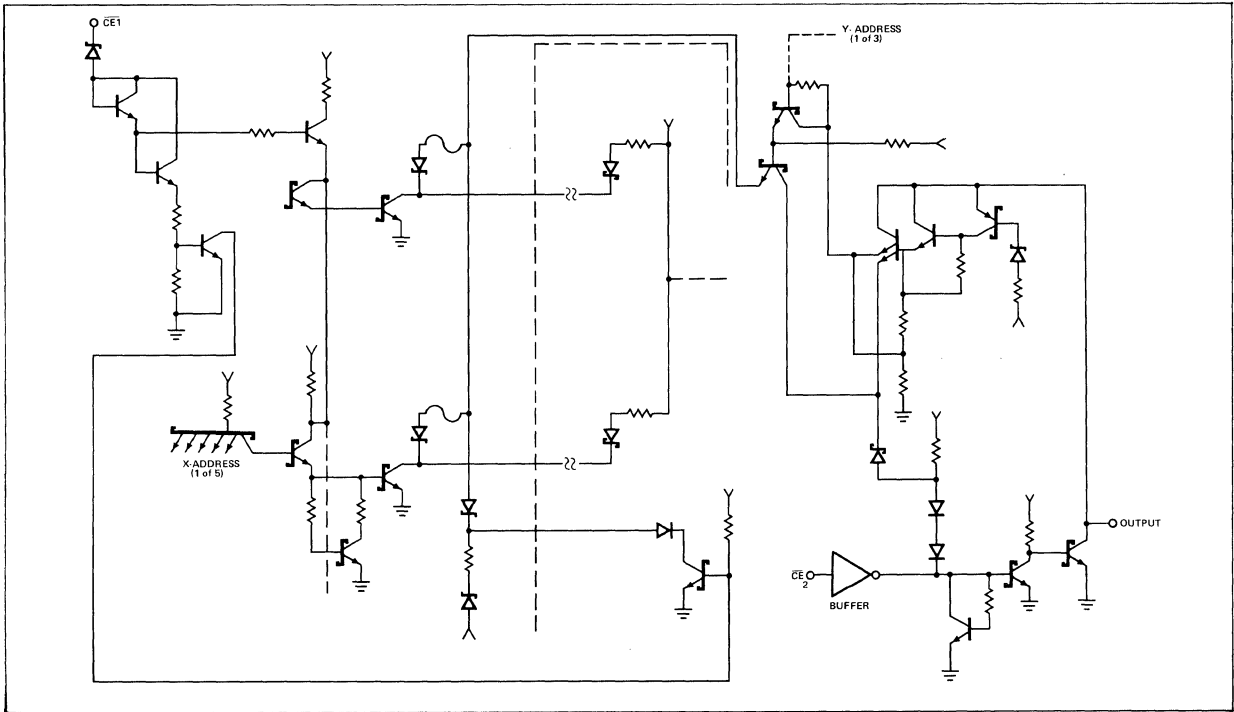 CE1
Y- ADDRESS
(1 of 3)
X-ADDRESS
(1 of 5)
OUTPUT
CE
2
BUFFER